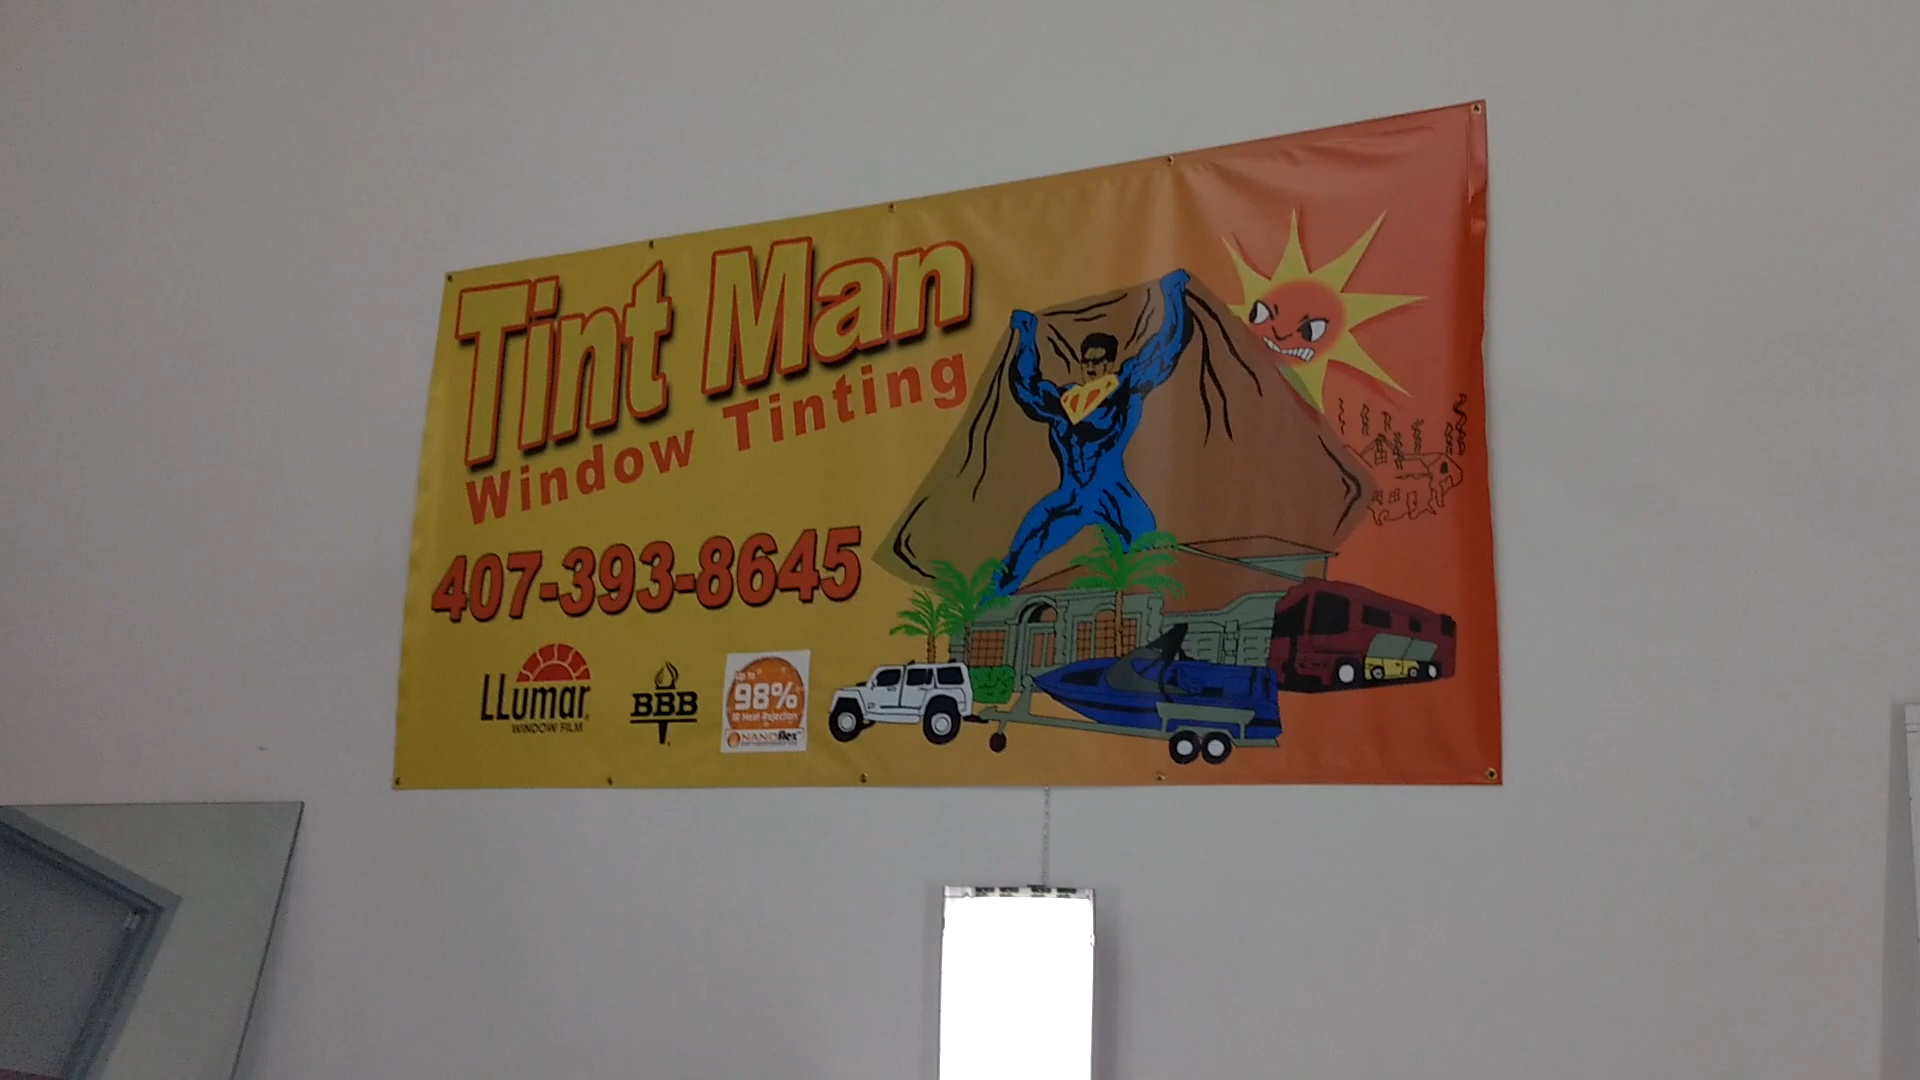 Tint Man
Window Tinting
407-393-8645
LLumar
WINDOW FILM
BBB
Up to
98%
IR Heat Rejection
NANOflex